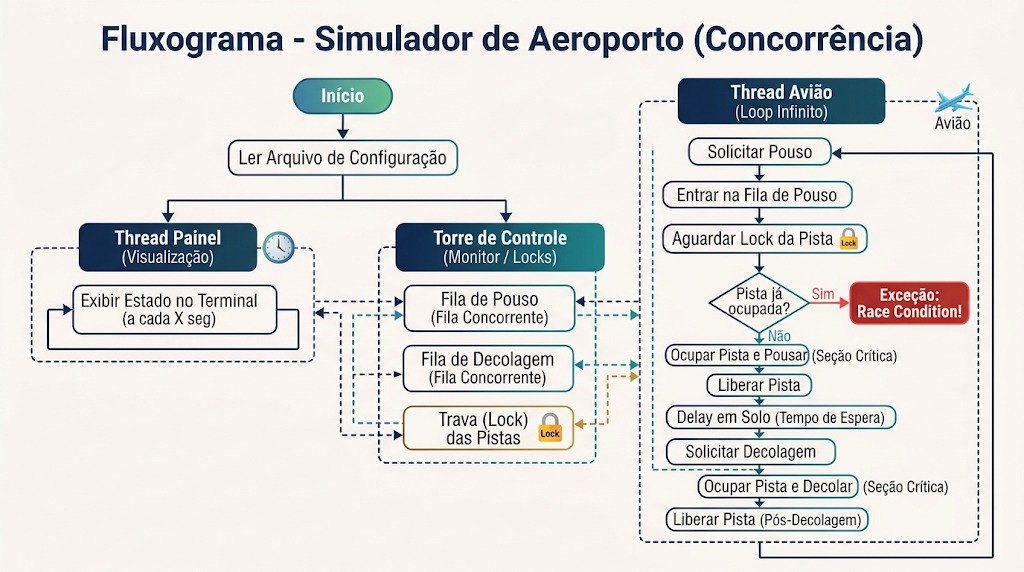 Fluxograma - Simulador de Aeroporto (Concorrência)
Início
Ler Arquivo de Configuração
Thread Painel
(Visualização)
Exibir Estado no Terminal
(a cada X seg)
Torre de Controle
(Monitor / Locks)
Fila de Pouso
(Fila Concorrente)
Fila de Decolagem
(Fila Concorrente)
Trava (Lock)
das Pistas
Lock
Thread Avião
(Loop Infinito)
Avião
Solicitar Pouso
Entrar na Fila de Pouso
Aguardar Lock da Pista
Lock
Pista já
ocupada?
Sim
Exceção:
Race Condition!
Não
Ocupar Pista e Pousar (Seção Crítica)
Liberar Pista
Delay em Solo (Tempo de Espera)
Solicitar Decolagem
Ocupar Pista e Decolar (Seção Crítica)
Liberar Pista (Pós-Decolagem)